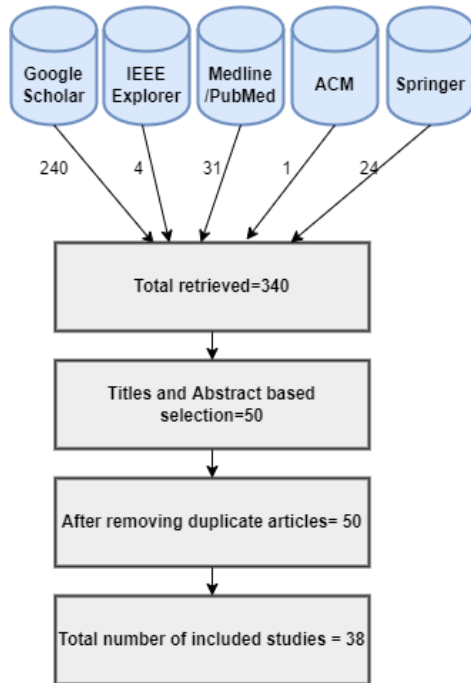 Google
Scholar
IEEE
Explorer
Medline
/PubMed
ACM
Springer
240
4
31
1
24
Total retrieved=340
Titles and Abstract based
selection=50
After removing duplicate articles= 50
Total number of included studies = 38